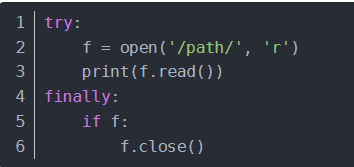 1 try:
2     f = open('/path/', 'r')
3     print(f.read())
4 finally:
5     if f:
6         f.close()